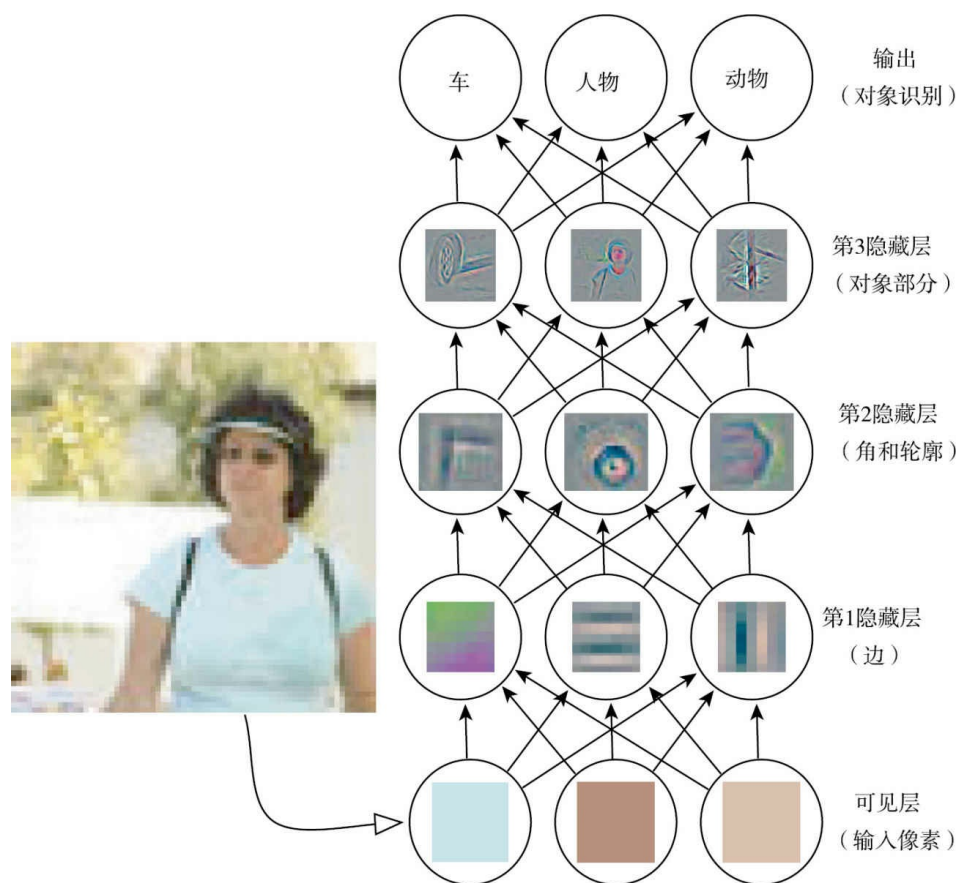 车 人物 动物
输出
（对象识别）
第3隐藏层
（对象部分）
第2隐藏层
（角和轮廓）
第1隐藏层
（边）
可见层
（输入像素）